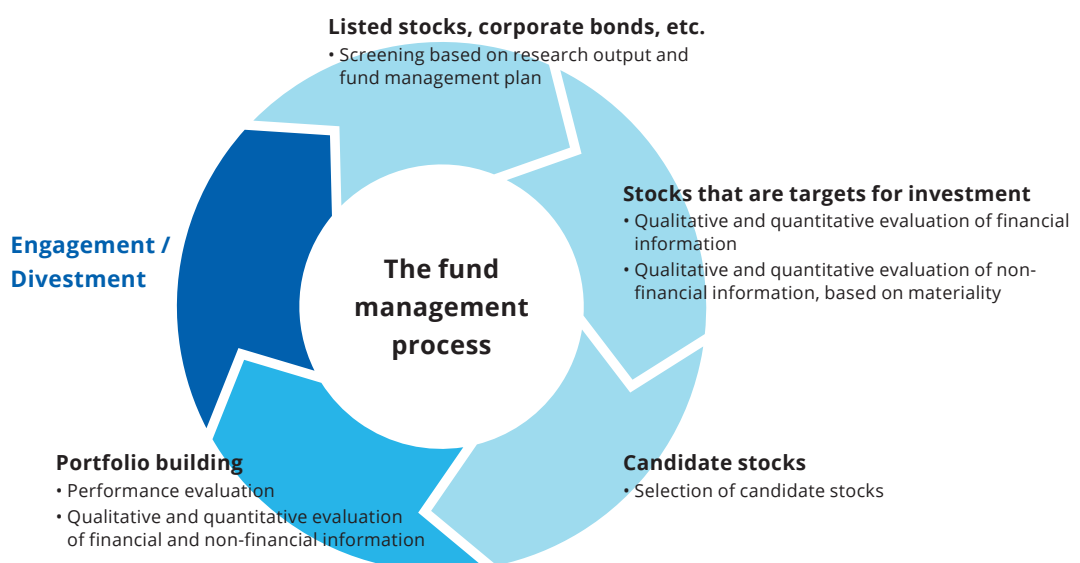 Listed stocks, corporate bonds, etc.
• Screening based on research output and
fund management plan
Stocks that are targets for investment
• Qualitative and quantitative evaluation of financial
information
• Qualitative and quantitative evaluation of non-
financial information, based on materiality
Engagement /
Divestment
The fund
management
process
Portfolio building
• Performance evaluation
• Qualitative and quantitative evaluation
of financial and non-financial information
Candidate stocks
• Selection of candidate stocks